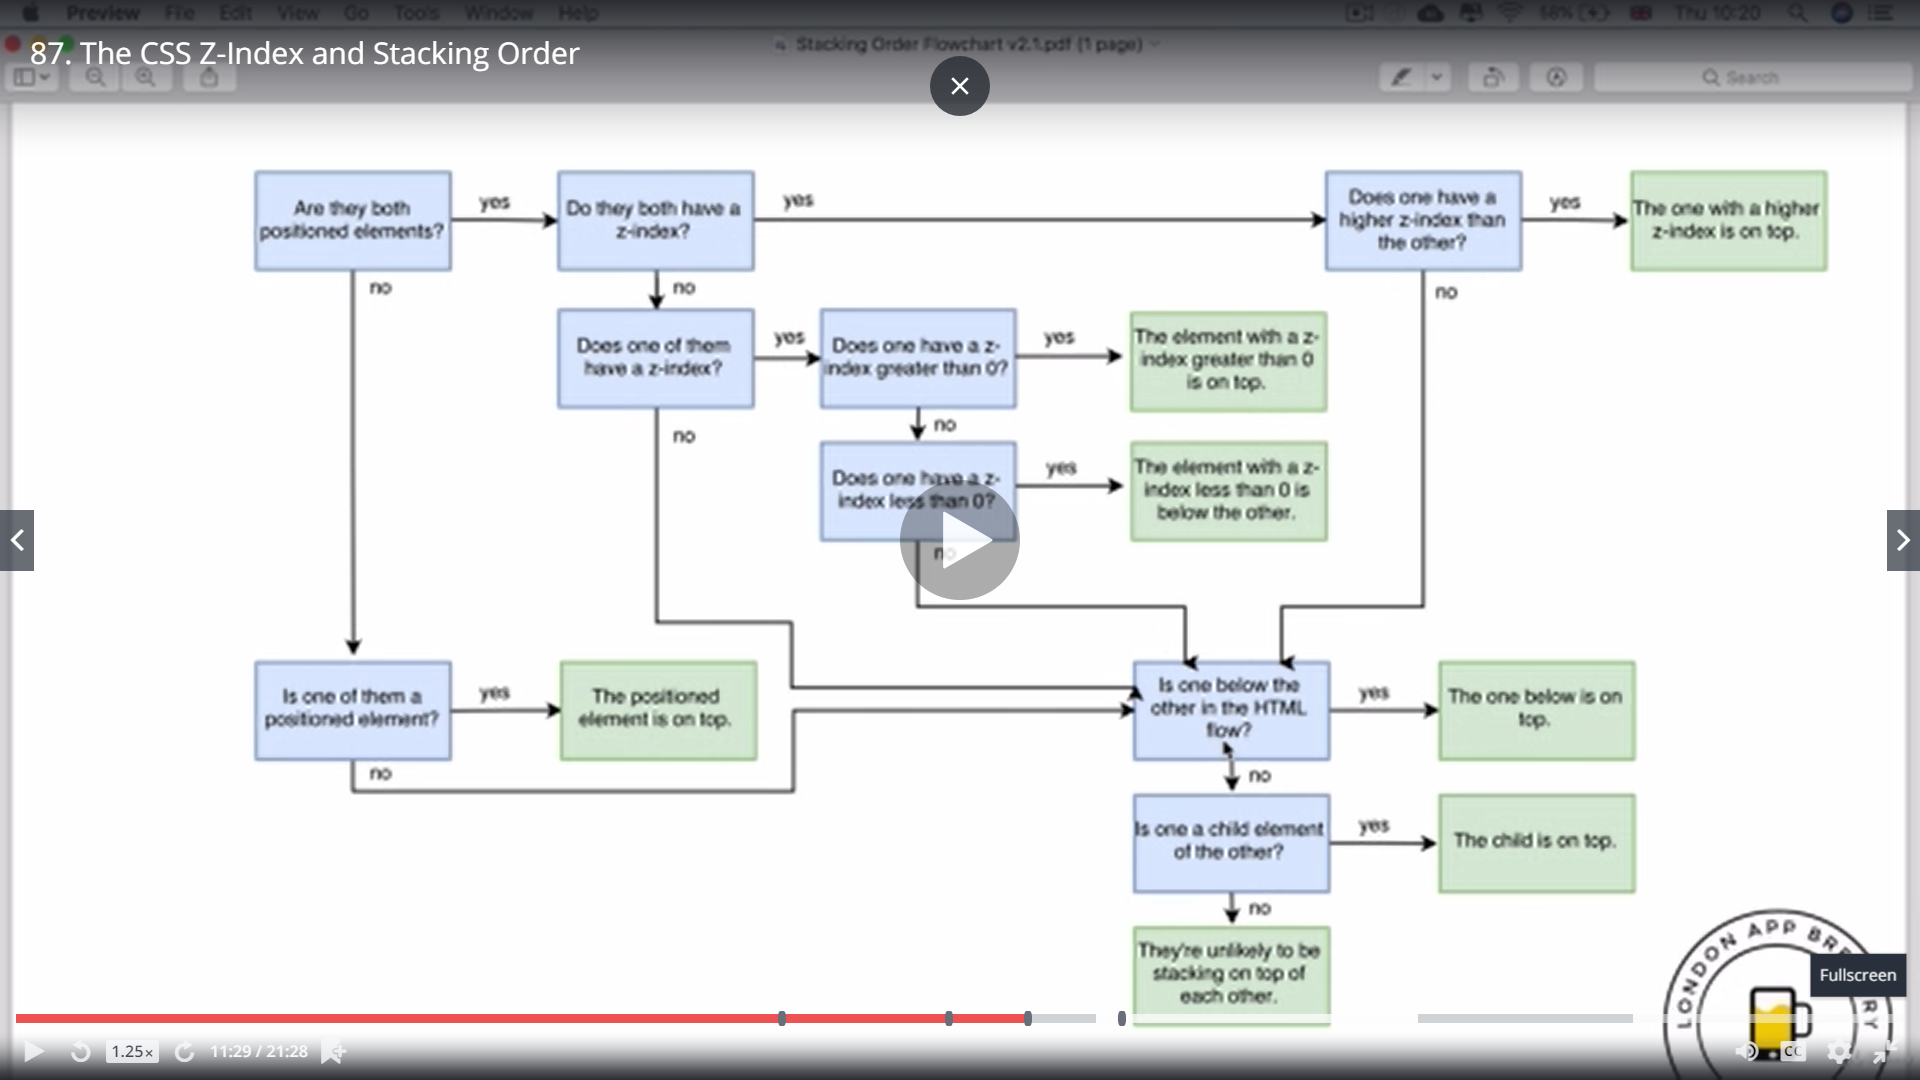 Preview File Edit View Go Tools Window Help
58% Thu 10:20
87. The CSS Z-Index and Stacking Order
Stacking Order Flowchart v2.1.pdf (1 page)
Search
Are they both
positioned elements?
yes
no
Do they both have a
z-index?
yes
no
Does one have a
higher z-index than
the other?
yes
no
The one with a higher
z-index is on top.
Does one of them
have a z-index?
yes
no
Does one have a z-
index greater than 0?
yes
no
The element with a z-
index greater than 0
is on top.
Does one have a z-
index less than 0?
yes
no
The element with a z-
index less than 0 is
below the other.
Is one of them a
positioned element?
yes
no
The positioned
element is on top.
Is one below the
other in the HTML
flow?
yes
no
The one below is on
top.
Is one a child element
of the other?
yes
no
The child is on top.
They're unlikely to be
stacking on top of
each other.
LONDON APP BR RY
Fullscreen
1.25×
11:29 / 21:28
CC